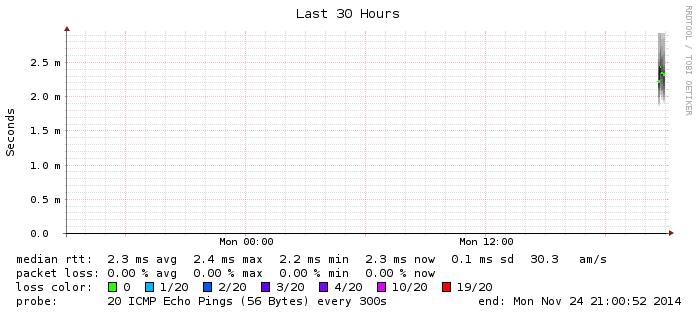 Last 30 Hours
RRDTOOL / TOBI OETIKER
Seconds
2.5 m
2.0 m
1.5 m
1.0 m
0.5 m
0.0
Mon 00:00 Mon 12:00
median rtt: 2.3 ms avg 2.4 ms max 2.2 ms min 2.3 ms now 0.1 ms sd 30.3 am/s
packet loss: 0.00 % avg 0.00 % max 0.00 % min 0.00 % now
loss color: 0 1/20 2/20 3/20 4/20 10/20 19/20
probe: 20 ICMP Echo Pings (56 Bytes) every 300s end: Mon Nov 24 21:00:52 2014